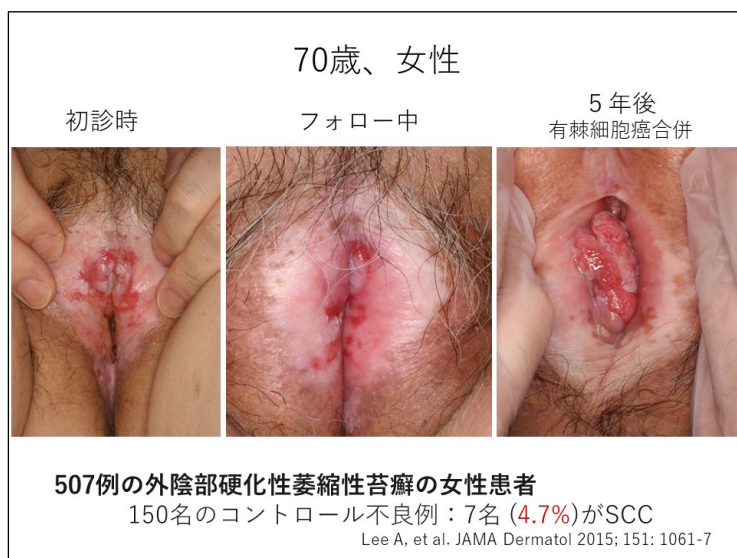 70歳、女性
初診時
フォロー中
5年後
有棘細胞癌合併
507例の外陰部硬化性萎縮性苔癬の女性患者
150名のコントロール不良例：7名 (4.7%)がSCC
Lee A, et al. JAMA Dermatol 2015; 151: 1061-7